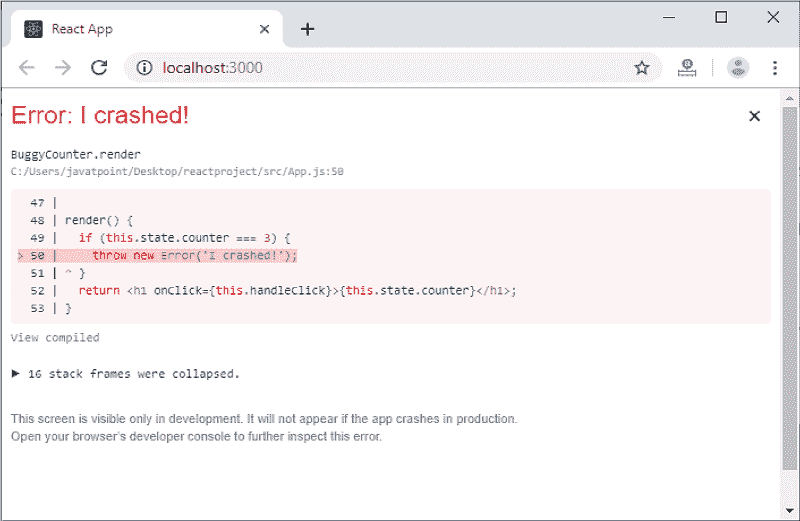 React App
localhost:3000
Error: I crashed!
BuggyCounter.render
C:/Users/javatpoint/Desktop/reactproject/src/App.js:50
47 |
48 | render() {
49 |   if (this.state.counter === 3) {
> 50 |     throw new Error('I crashed!');
51 | ^ }
52 |   return <h1 onClick={this.handleClick}>{this.state.counter}</h1>;
53 | }
View compiled
▶ 16 stack frames were collapsed.
This screen is visible only in development. It will not appear if the app crashes in production.
Open your browser's developer console to further inspect this error.